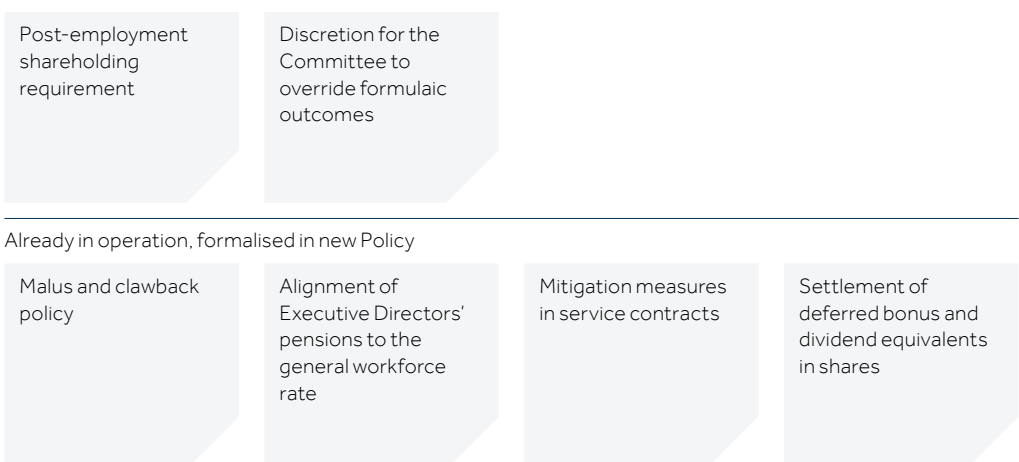 Post-employment
shareholding
requirement
Discretion for the
Committee to
override formulaic
outcomes
Already in operation, formalised in new Policy
Malus and clawback
policy
Alignment of
Executive Directors'
pensions to the
general workforce
rate
Mitigation measures
in service contracts
Settlement of
deferred bonus and
dividend equivalents
in shares